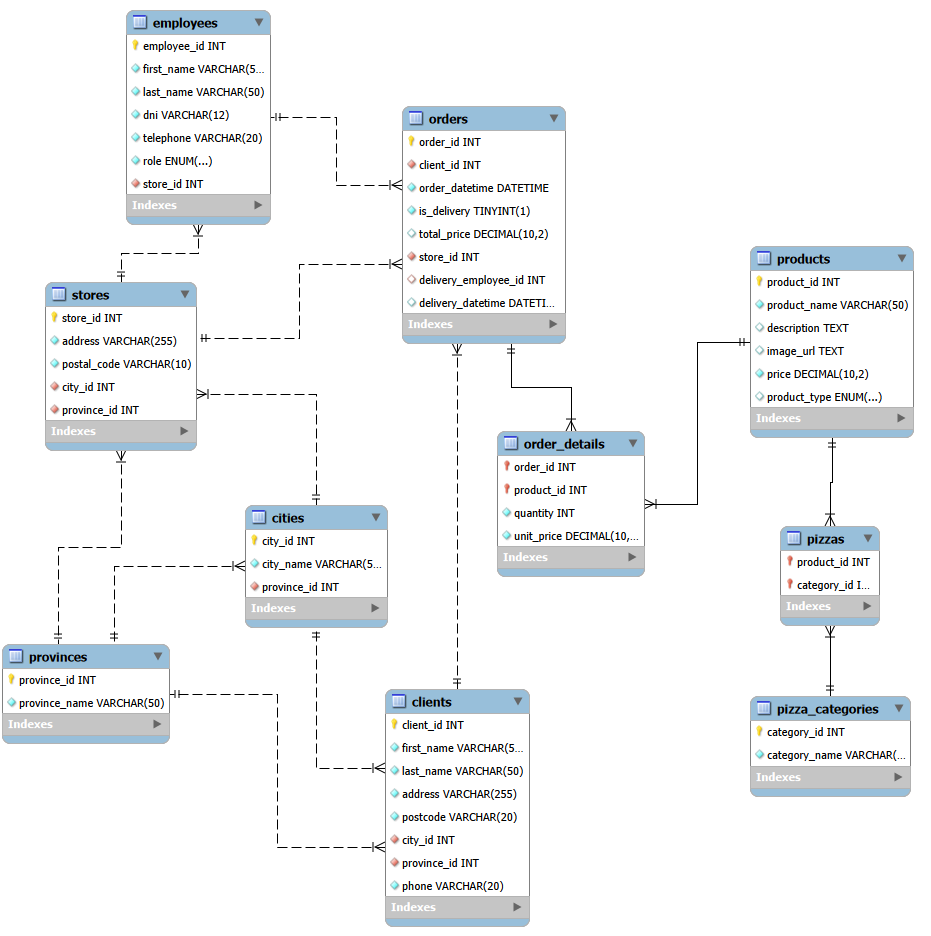 employees
employee_id INT
first_name VARCHAR(5...
last_name VARCHAR(50)
dni VARCHAR(12)
telephone VARCHAR(20)
role ENUM(...)
store_id INT
Indexes
orders
order_id INT
client_id INT
order_datetime DATETIME
is_delivery TINYINT(1)
total_price DECIMAL(10,2)
store_id INT
delivery_employee_id INT
delivery_datetime DATETI...
Indexes
products
product_id INT
product_name VARCHAR(50)
description TEXT
image_url TEXT
price DECIMAL(10,2)
product_type ENUM(...)
Indexes
stores
store_id INT
address VARCHAR(255)
postal_code VARCHAR(10)
city_id INT
province_id INT
Indexes
order_details
order_id INT
product_id INT
quantity INT
unit_price DECIMAL(10,...
Indexes
cities
city_id INT
city_name VARCHAR(5...
province_id INT
Indexes
pizzas
product_id INT
category_id I...
Indexes
provinces
province_id INT
province_name VARCHAR(50)
Indexes
clients
client_id INT
first_name VARCHAR(5...
last_name VARCHAR(50)
address VARCHAR(255)
postcode VARCHAR(20)
city_id INT
province_id INT
phone VARCHAR(20)
Indexes
pizza_categories
category_id INT
category_name VARCHAR(...
Indexes